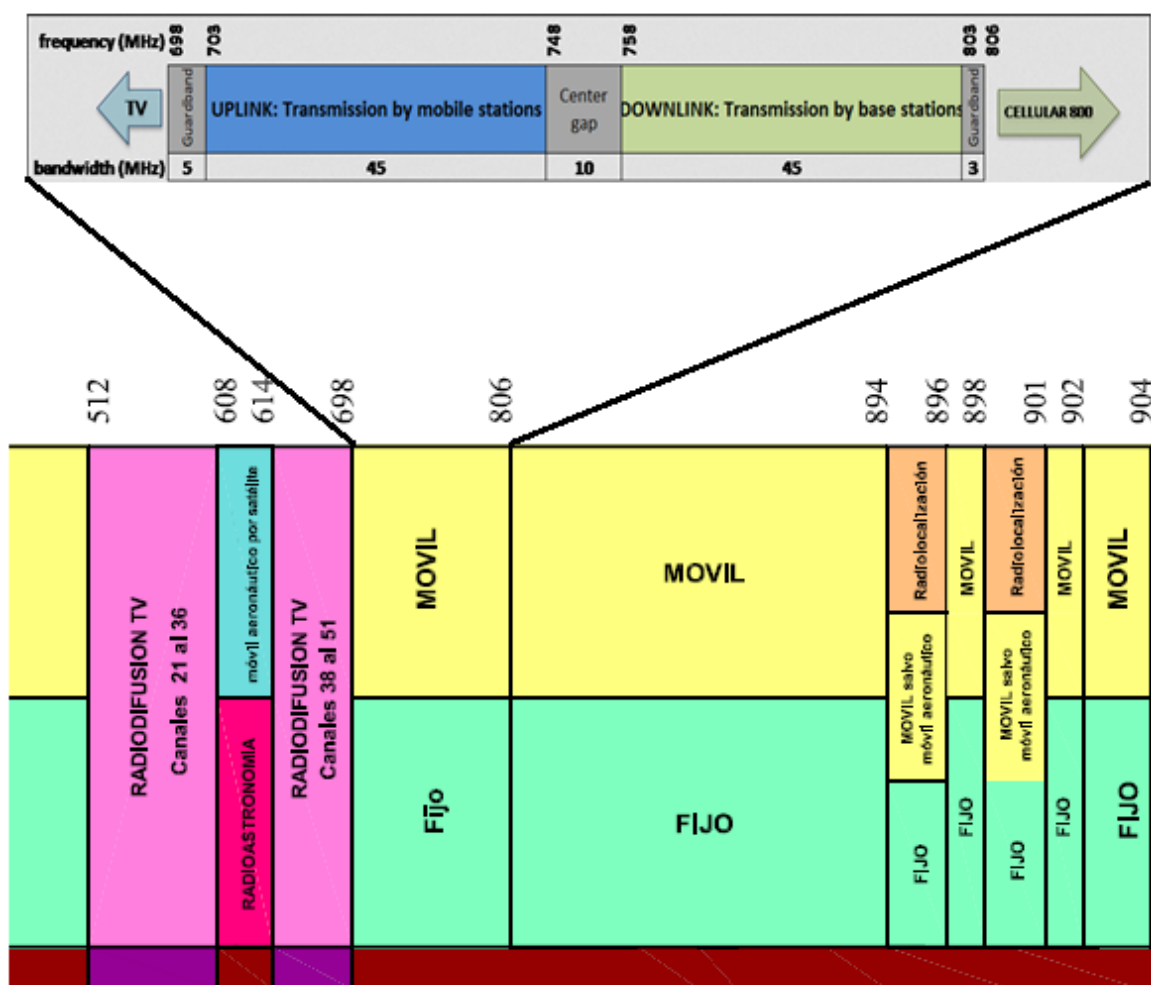 frequency (MHz) 698 703 748 758 803 806
TV Guardband UPLINK: Transmission by mobile stations Center gap DOWNLINK: Transmission by base stations Guardband CELLULAR 800
bandwidth (MHz) 5 45 10 45 3
512 608 614 698 806 894 896 898 901 902 904
RADIODIFUSION TV
Canales 21 al 36
móvil aeronáutico por satélite
RADIOASTRONOMIA
RADIODIFUSION TV
Canales 38 al 51
MOVIL
Fijo
MOVIL
FIJO
Radiolocalización
MOVIL salvo
móvil aeronáutico
FIJO
MOVIL
FIJO
Radiolocalización
MOVIL salvo
móvil aeronáutico
FIJO
MOVIL
FIJO
MOVIL
FIJO